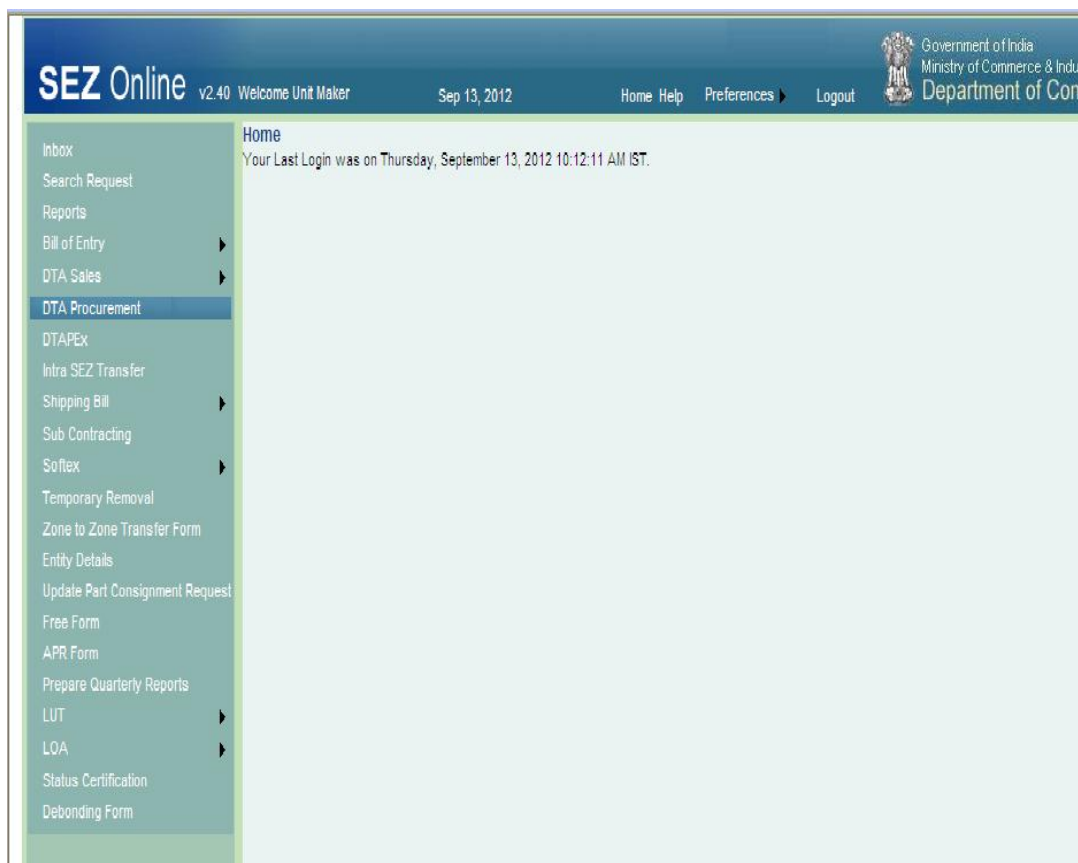 Government of India
Ministry of Commerce & Indu
Department of Con
SEZ Online v2.40 Welcome Unit Maker Sep 13, 2012 Home Help Preferences Logout
Home
Your Last Login was on Thursday, September 13, 2012 10:12:11 AM IST.
Inbox
Search Request
Reports
Bill of Entry
DTA Sales
DTA Procurement
DTAPEx
Intra SEZ Transfer
Shipping Bill
Sub Contracting
Softex
Temporary Removal
Zone to Zone Transfer Form
Entity Details
Update Part Consignment Request
Free Form
APR Form
Prepare Quarterly Reports
LUT
LOA
Status Certification
Debonding Form